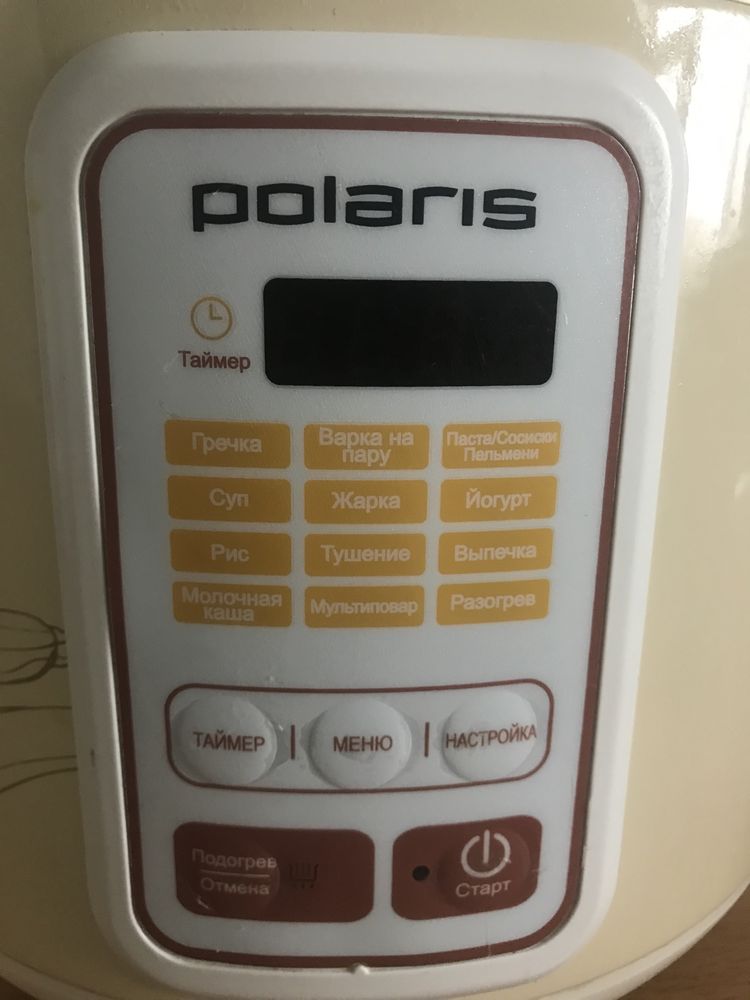 polaris
Таймер
Гречка
Варка на
пару
Паста/Сосиски
Пельмени
Суп
Жарка
Йогурт
Рис
Тушение
Выпечка
Молочная
каша
Мультиповар
Разогрев
ТАЙМЕР | МЕНЮ | НАСТРОЙКА
Подогрев
Отмена
Старт